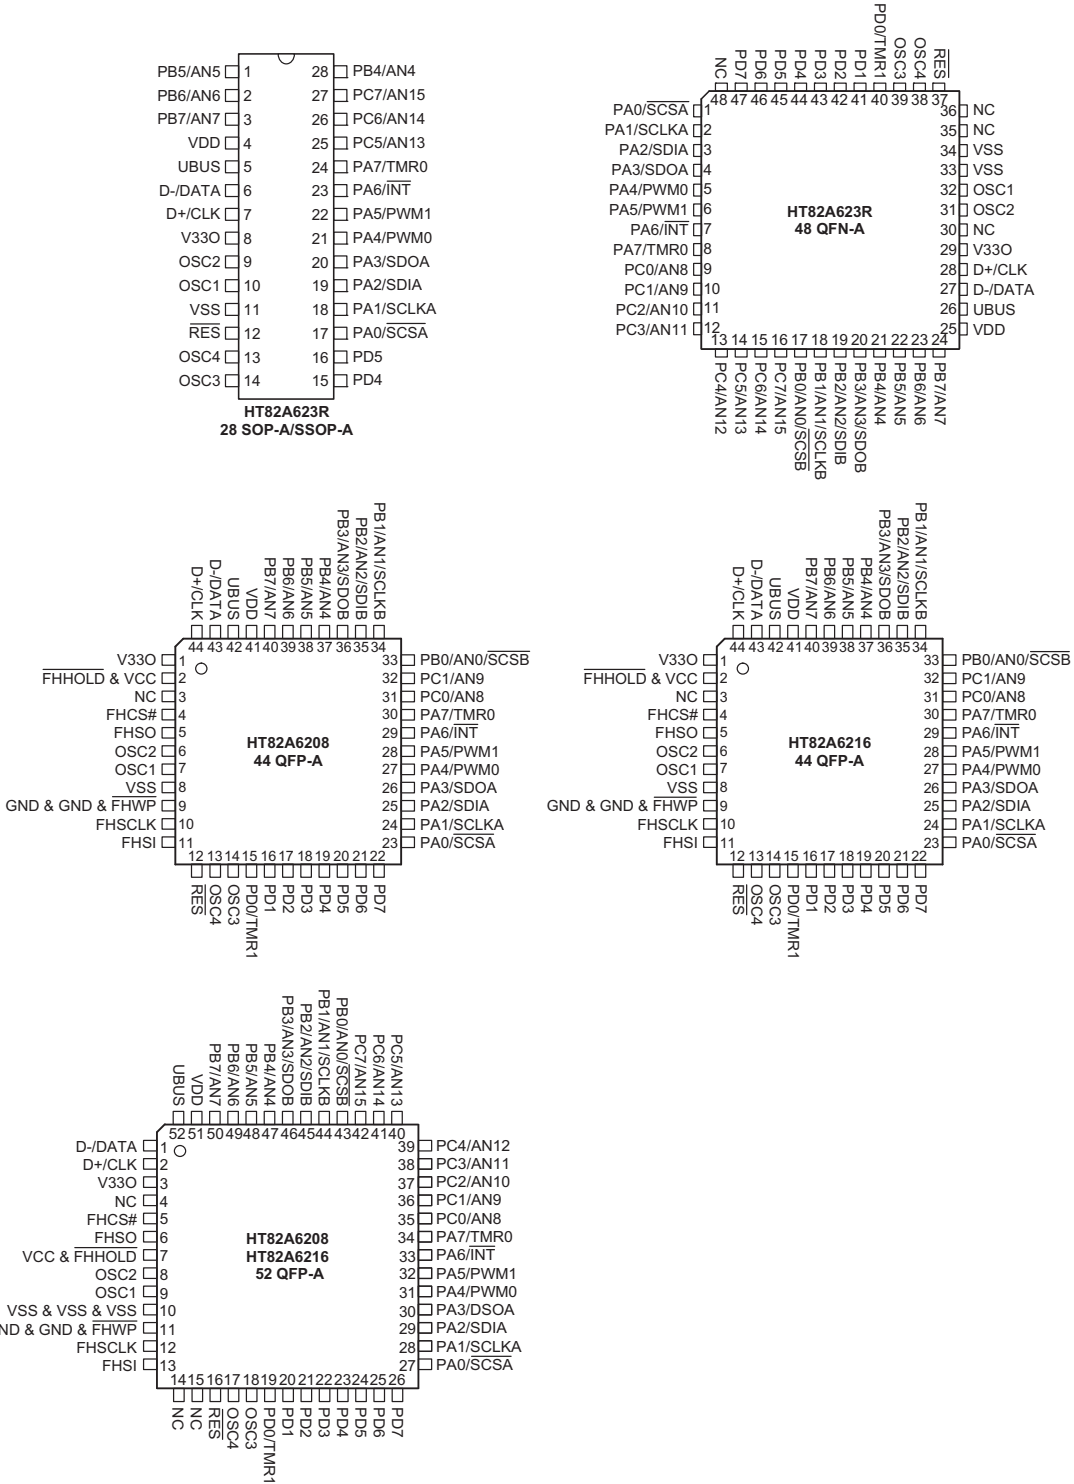 PB5/AN5 1 28 PB4/AN4
PB6/AN6 2 27 PC7/AN15
PB7/AN7 3 26 PC6/AN14
VDD 4 25 PC5/AN13
UBUS 5 24 PA7/TMR0
D-/DATA 6 23 PA6/INT
D+/CLK 7 22 PA5/PWM1
V33O 8 21 PA4/PWM0
OSC2 9 20 PA3/SDOA
OSC1 10 19 PA2/SDIA
VSS 11 18 PA1/SCLKA
RES 12 17 PA0/SCSA
OSC4 13 16 PD5
OSC3 14 15 PD4
HT82A623R
28 SOP-A/SSOP-A
NC PD7 PD6 PD5 PD4 PD3 PD2 PD1 PD0/TMR1 OSC3 OSC4 RES
48 47 46 45 44 43 42 41 40 39 38 37
PA0/SCSA 1 36 NC
PA1/SCLKA 2 35 NC
PA2/SDIA 3 34 VSS
PA3/SDOA 4 33 VSS
PA4/PWM0 5 32 OSC1
PA5/PWM1 6 31 OSC2
PA6/INT 7 30 NC
PA7/TMR0 8 29 V33O
PC0/AN8 9 28 D+/CLK
PC1/AN9 10 27 D-/DATA
PC2/AN10 11 26 UBUS
PC3/AN11 12 25 VDD
HT82A623R
48 QFN-A
13 14 15 16 17 18 19 20 21 22 23 24
PC4/AN12 PC5/AN13 PC6/AN14 PC7/AN15 PB0/AN0/SCSB PB1/AN1/SCLKB PB2/AN2/SDIB PB3/AN3/SDOB PB4/AN4 PB5/AN5 PB6/AN6 PB7/AN7
D+/CLK D-/DATA UBUS VDD PB7/AN7 PB6/AN6 PB5/AN5 PB4/AN4 PB3/AN3/SDOB PB2/AN2/SDIB PB1/AN1/SCLKB
44 43 42 41 40 39 38 37 36 35 34
V33O 1 33 PB0/AN0/SCSB
FHHOLD & VCC 2 32 PC1/AN9
NC 3 31 PC0/AN8
FHCS# 4 30 PA7/TMR0
FHSO 5 29 PA6/INT
OSC2 6 28 PA5/PWM1
OSC1 7 27 PA4/PWM0
VSS 8 26 PA3/SDOA
GND & GND & FHWP 9 25 PA2/SDIA
FHSCLK 10 24 PA1/SCLKA
FHSI 11 23 PA0/SCSA
HT82A6208
44 QFP-A
12 13 14 15 16 17 18 19 20 21 22
RES OSC4 OSC3 PD0/TMR1 PD1 PD2 PD3 PD4 PD5 PD6 PD7
D+/CLK D-/DATA UBUS VDD PB7/AN7 PB6/AN6 PB5/AN5 PB4/AN4 PB3/AN3/SDOB PB2/AN2/SDIB PB1/AN1/SCLKB
44 43 42 41 40 39 38 37 36 35 34
V33O 1 33 PB0/AN0/SCSB
FHHOLD & VCC 2 32 PC1/AN9
NC 3 31 PC0/AN8
FHCS# 4 30 PA7/TMR0
FHSO 5 29 PA6/INT
OSC2 6 28 PA5/PWM1
OSC1 7 27 PA4/PWM0
VSS 8 26 PA3/SDOA
GND & GND & FHWP 9 25 PA2/SDIA
FHSCLK 10 24 PA1/SCLKA
FHSI 11 23 PA0/SCSA
HT82A6216
44 QFP-A
12 13 14 15 16 17 18 19 20 21 22
RES OSC4 OSC3 PD0/TMR1 PD1 PD2 PD3 PD4 PD5 PD6 PD7
UBUS VDD PB7/AN7 PB6/AN6 PB5/AN5 PB4/AN4 PB3/AN3/SDOB PB2/AN2/SDIB PB1/AN1/SCLKB PB0/AN0/SCSB PC7/AN15 PC6/AN14 PC5/AN13
52 51 50 49 48 47 46 45 44 43 42 41 40
D-/DATA 1 39 PC4/AN12
D+/CLK 2 38 PC3/AN11
V33O 3 37 PC2/AN10
NC 4 36 PC1/AN9
FHCS# 5 35 PC0/AN8
FHSO 6 34 PA7/TMR0
VCC & FHHOLD 7 33 PA6/INT
OSC2 8 32 PA5/PWM1
OSC1 9 31 PA4/PWM0
VSS & VSS & VSS 10 30 PA3/DSOA
ND & GND & FHWP 11 29 PA2/SDIA
FHSCLK 12 28 PA1/SCLKA
FHSI 13 27 PA0/SCSA
HT82A6208
HT82A6216
52 QFP-A
14 15 16 17 18 19 20 21 22 23 24 25 26
NC NC RES OSC4 OSC3 PD0/TMR1 PD1 PD2 PD3 PD4 PD5 PD6 PD7